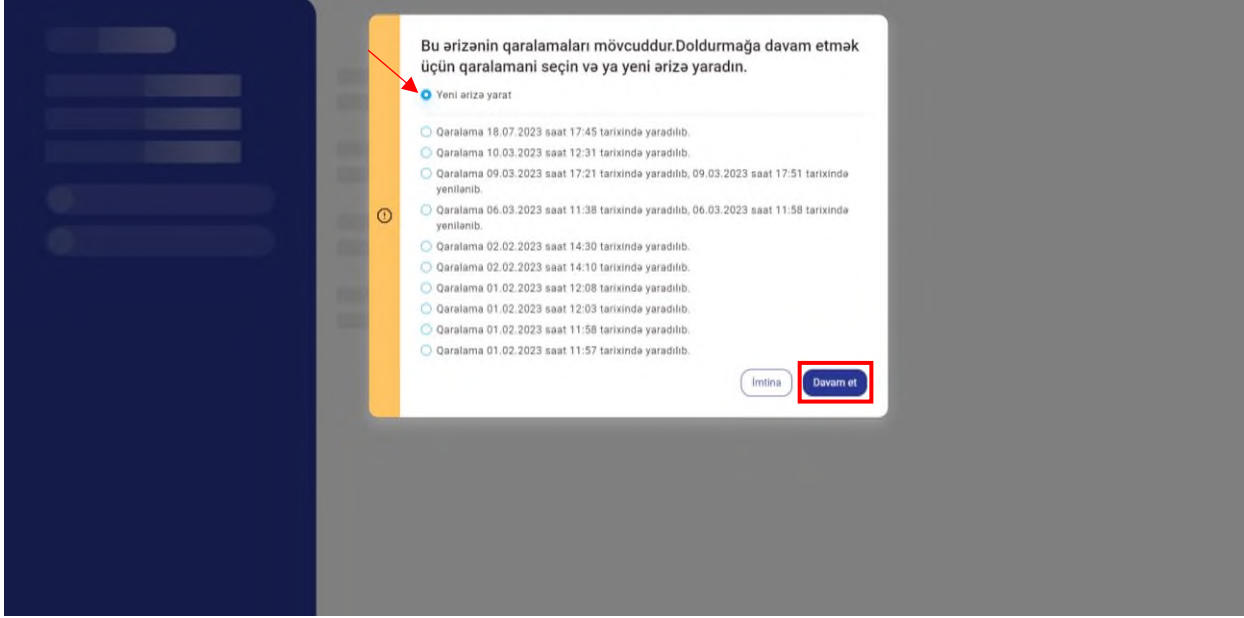 Bu ərizənin qaralamaları mövcuddur.Doldurmağa davam etmək
üçün qaralamani seçin və ya yeni ərizə yaradın.
Yeni ərizə yarat
Qaralama 18.07.2023 saat 17:45 tarixində yaradılıb.
Qaralama 10.03.2023 saat 12:31 tarixində yaradılıb.
Qaralama 09.03.2023 saat 17:21 tarixində yaradılıb, 09.03.2023 saat 17:51 tarixində
yenilənib.
Qaralama 06.03.2023 saat 11:38 tarixində yaradılıb, 06.03.2023 saat 11:58 tarixində
yenilənib.
Qaralama 02.02.2023 saat 14:30 tarixində yaradılıb.
Qaralama 02.02.2023 saat 14:10 tarixində yaradılıb.
Qaralama 01.02.2023 saat 12:08 tarixində yaradılıb.
Qaralama 01.02.2023 saat 12:03 tarixində yaradılıb.
Qaralama 01.02.2023 saat 11:58 tarixində yaradılıb.
Qaralama 01.02.2023 saat 11:57 tarixində yaradılıb.
İmtina Davam et